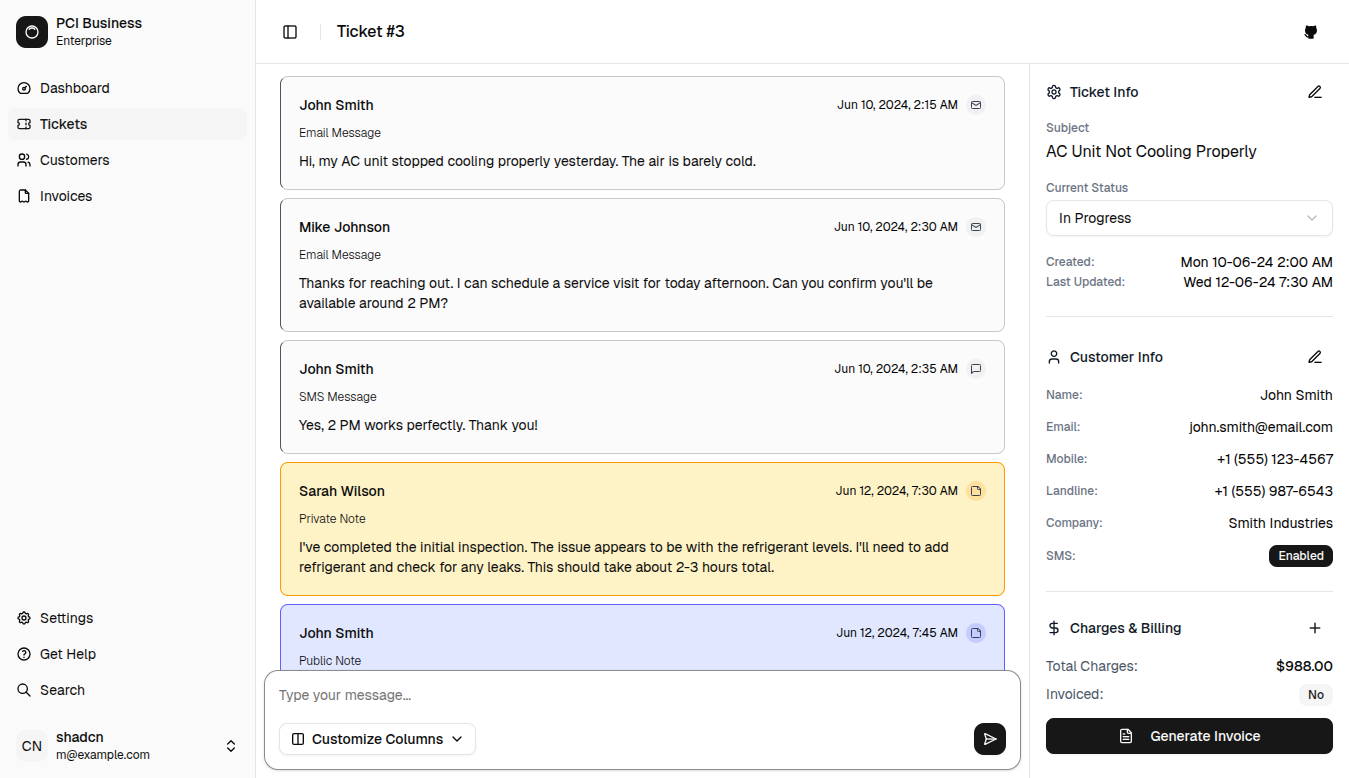 PCI Business
Enterprise
Dashboard
Tickets
Customers
Invoices
Settings
Get Help
Search
CN
shadcn
m@example.com
Ticket #3
John Smith
Jun 10, 2024, 2:15 AM
Email Message
Hi, my AC unit stopped cooling properly yesterday. The air is barely cold.
Mike Johnson
Jun 10, 2024, 2:30 AM
Email Message
Thanks for reaching out. I can schedule a service visit for today afternoon. Can you confirm you'll be
available around 2 PM?
John Smith
Jun 10, 2024, 2:35 AM
SMS Message
Yes, 2 PM works perfectly. Thank you!
Sarah Wilson
Jun 12, 2024, 7:30 AM
Private Note
I've completed the initial inspection. The issue appears to be with the refrigerant levels. I'll need to add
refrigerant and check for any leaks. This should take about 2-3 hours total.
John Smith
Jun 12, 2024, 7:45 AM
Public Note
Type your message...
Customize Columns
Ticket Info
Subject
AC Unit Not Cooling Properly
Current Status
In Progress
Created: Mon 10-06-24 2:00 AM
Last Updated: Wed 12-06-24 7:30 AM
Customer Info
Name: John Smith
Email: john.smith@email.com
Mobile: +1 (555) 123-4567
Landline: +1 (555) 987-6543
Company: Smith Industries
SMS: Enabled
Charges & Billing
Total Charges: $988.00
Invoiced: No
Generate Invoice